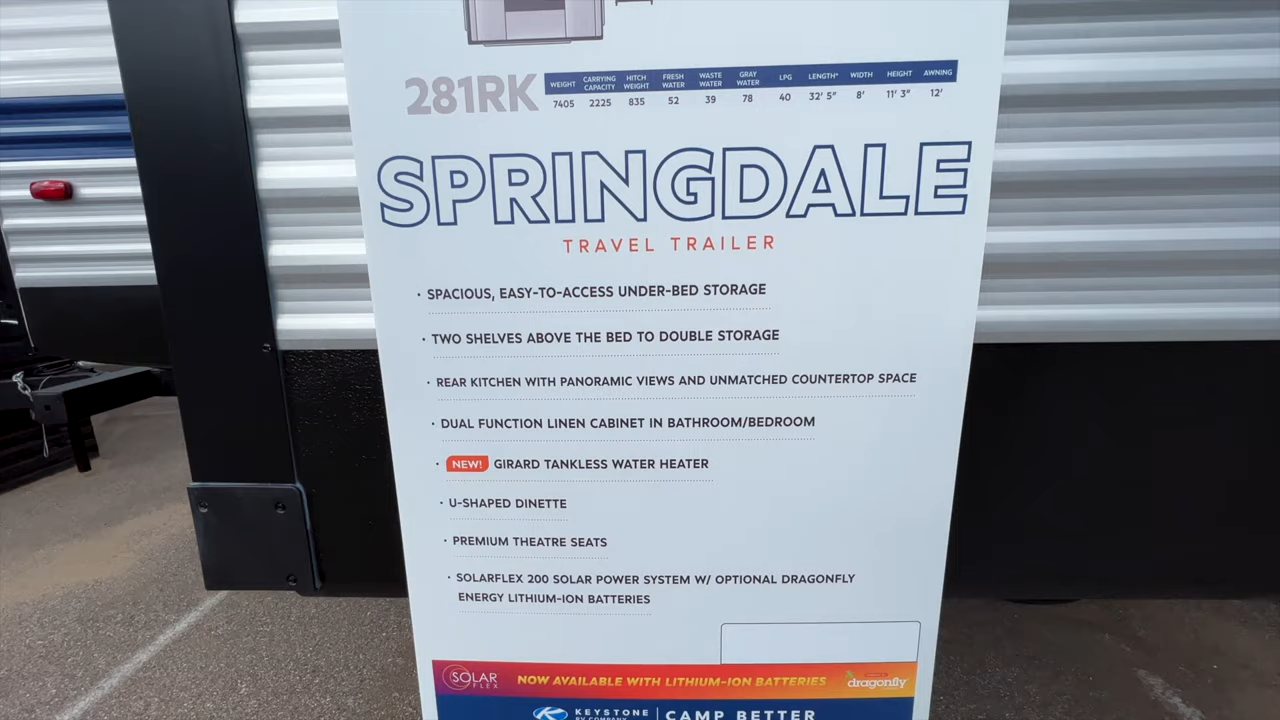 281RK
WEIGHT CARRYING CAPACITY HITCH WEIGHT FRESH WATER WASTE WATER GRAY WATER LPG LENGTH* WIDTH HEIGHT AWNING
7405 2225 835 52 39 78 40 32' 5" 8' 11' 3" 12'
SPRINGDALE
TRAVEL TRAILER
· SPACIOUS, EASY-TO-ACCESS UNDER-BED STORAGE
· TWO SHELVES ABOVE THE BED TO DOUBLE STORAGE
· REAR KITCHEN WITH PANORAMIC VIEWS AND UNMATCHED COUNTERTOP SPACE
· DUAL FUNCTION LINEN CABINET IN BATHROOM/BEDROOM
· NEW! GIRARD TANKLESS WATER HEATER
· U-SHAPED DINETTE
· PREMIUM THEATRE SEATS
· SOLARFLEX 200 SOLAR POWER SYSTEM W/ OPTIONAL DRAGONFLY
ENERGY LITHIUM-ION BATTERIES
SOLAR FLEX NOW AVAILABLE WITH LITHIUM-ION BATTERIES dragonfly
KEYSTONE RV COMPANY CAMP BETTER